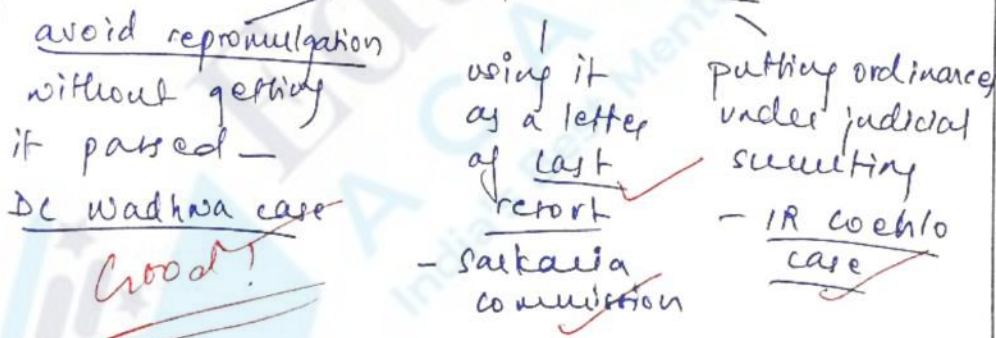 avoid repromulgation
without getting
it passed –
DC Wadhwa case
Good!
using it
as a letter
of last
resort
- Sarkaria
commission
putting ordinances
under judicial
scrutiny
- IR Coehlo
case